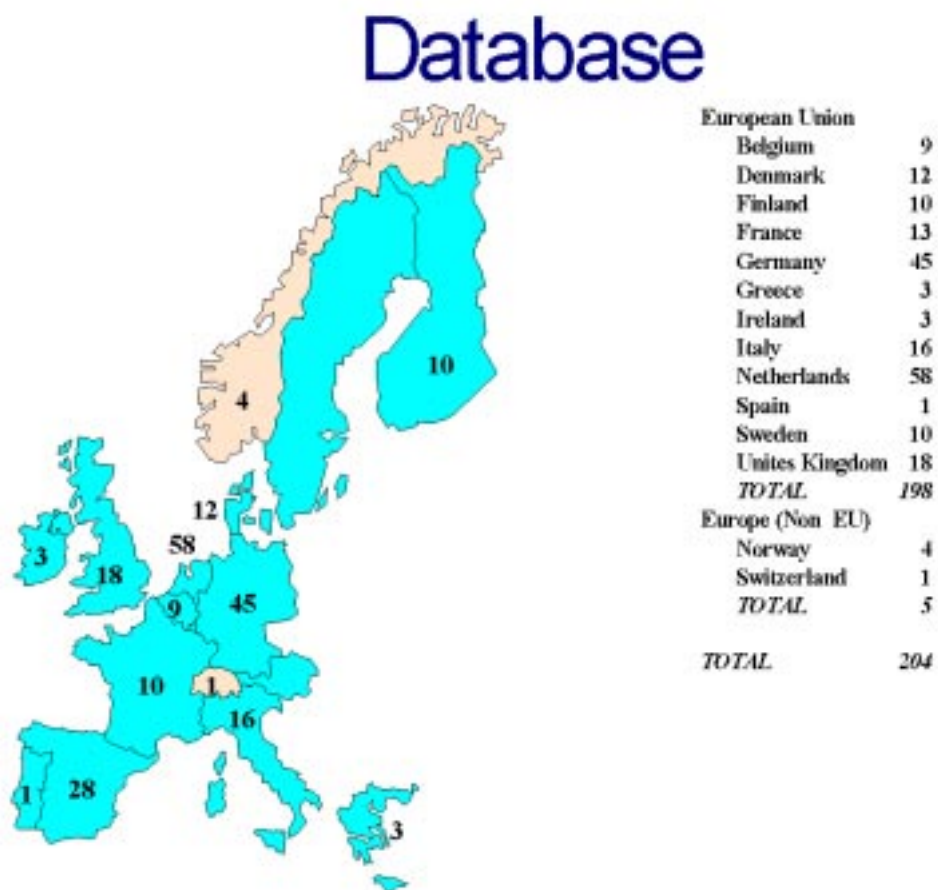 Database
European Union
Belgium 9
Denmark 12
Finland 10
France 13
Germany 45
Greece 3
Ireland 3
Italy 16
Netherlands 58
Spain 1
Sweden 10
Unites Kingdom 18
TOTAL 198
Europe (Non EU)
Norway 4
Switzerland 1
TOTAL 5
TOTAL 204
10
4
12
58
3
18
9
45
10
1
16
1
28
3